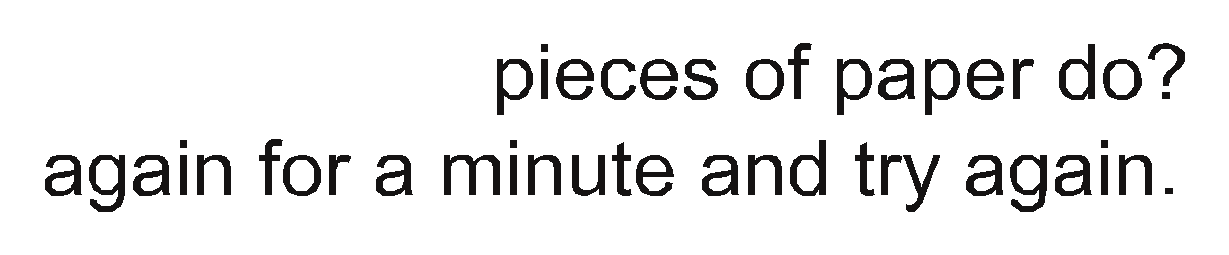 pieces of paper do?
again for a minute and try again.